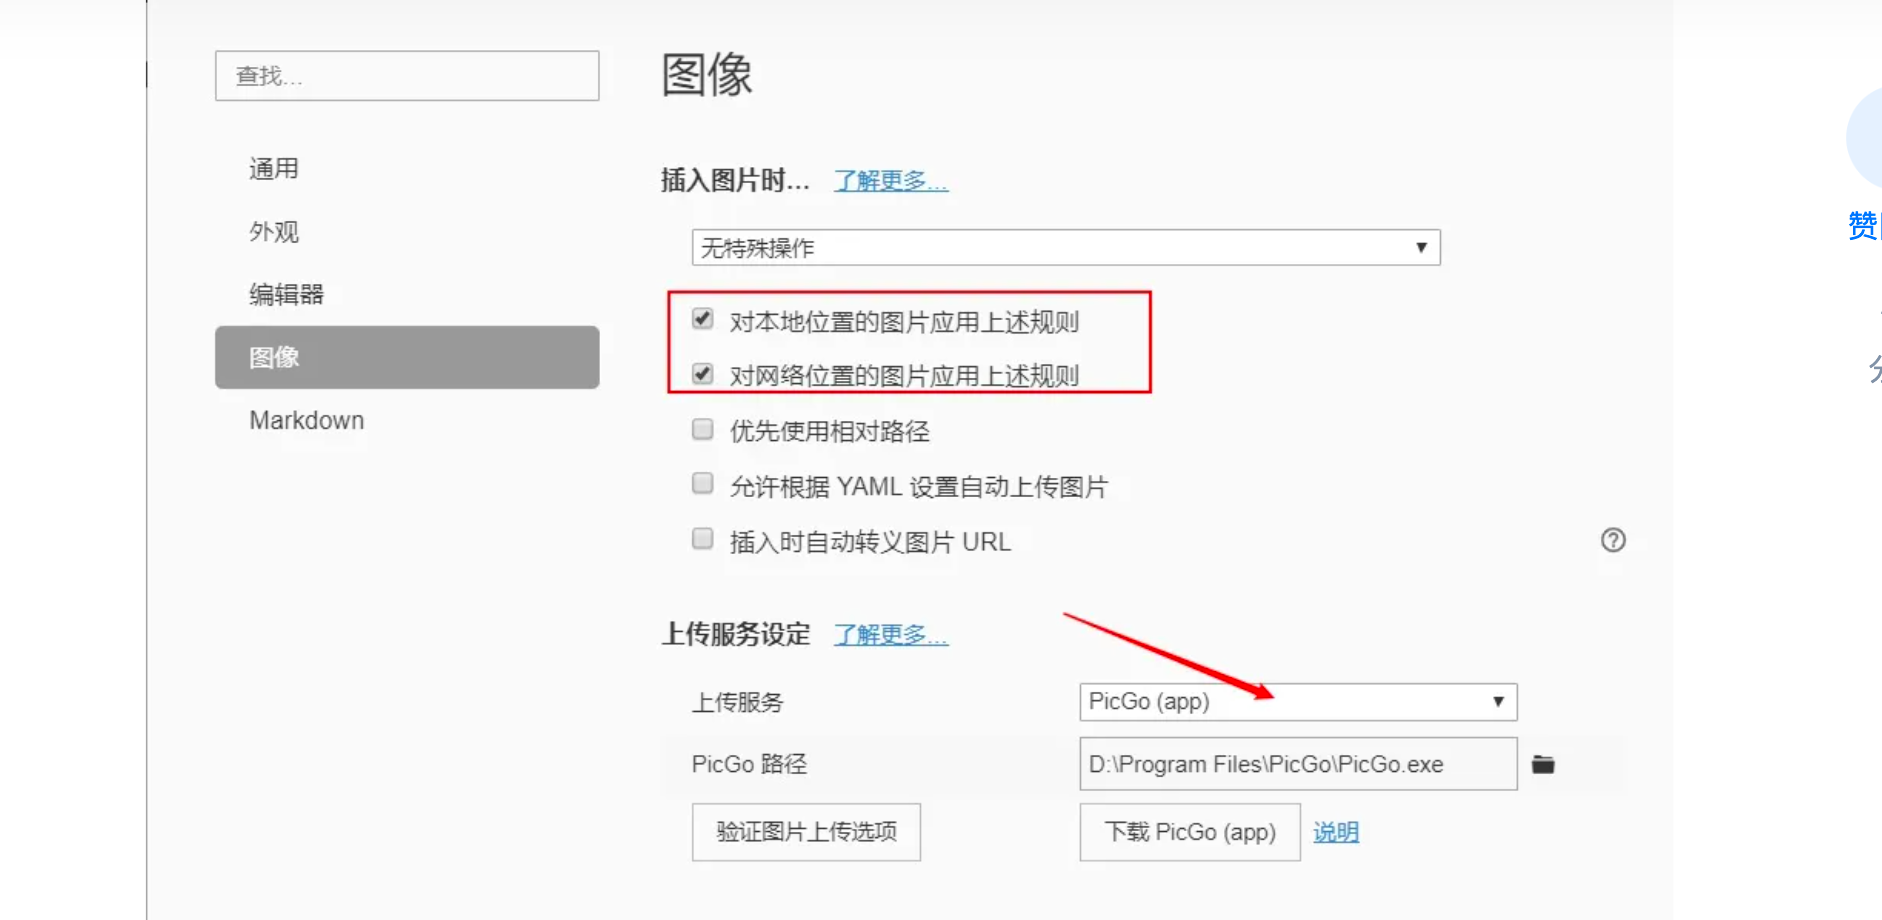 查找...
图像
通用
外观
编辑器
图像
Markdown
插入图片时... 了解更多...
无特殊操作
对本地位置的图片应用上述规则
对网络位置的图片应用上述规则
优先使用相对路径
允许根据 YAML 设置自动上传图片
插入时自动转义图片 URL
上传服务设定 了解更多...
上传服务 PicGo (app)
PicGo 路径 D:\Program Files\PicGo\PicGo.exe
验证图片上传选项 下载 PicGo (app) 说明
赞